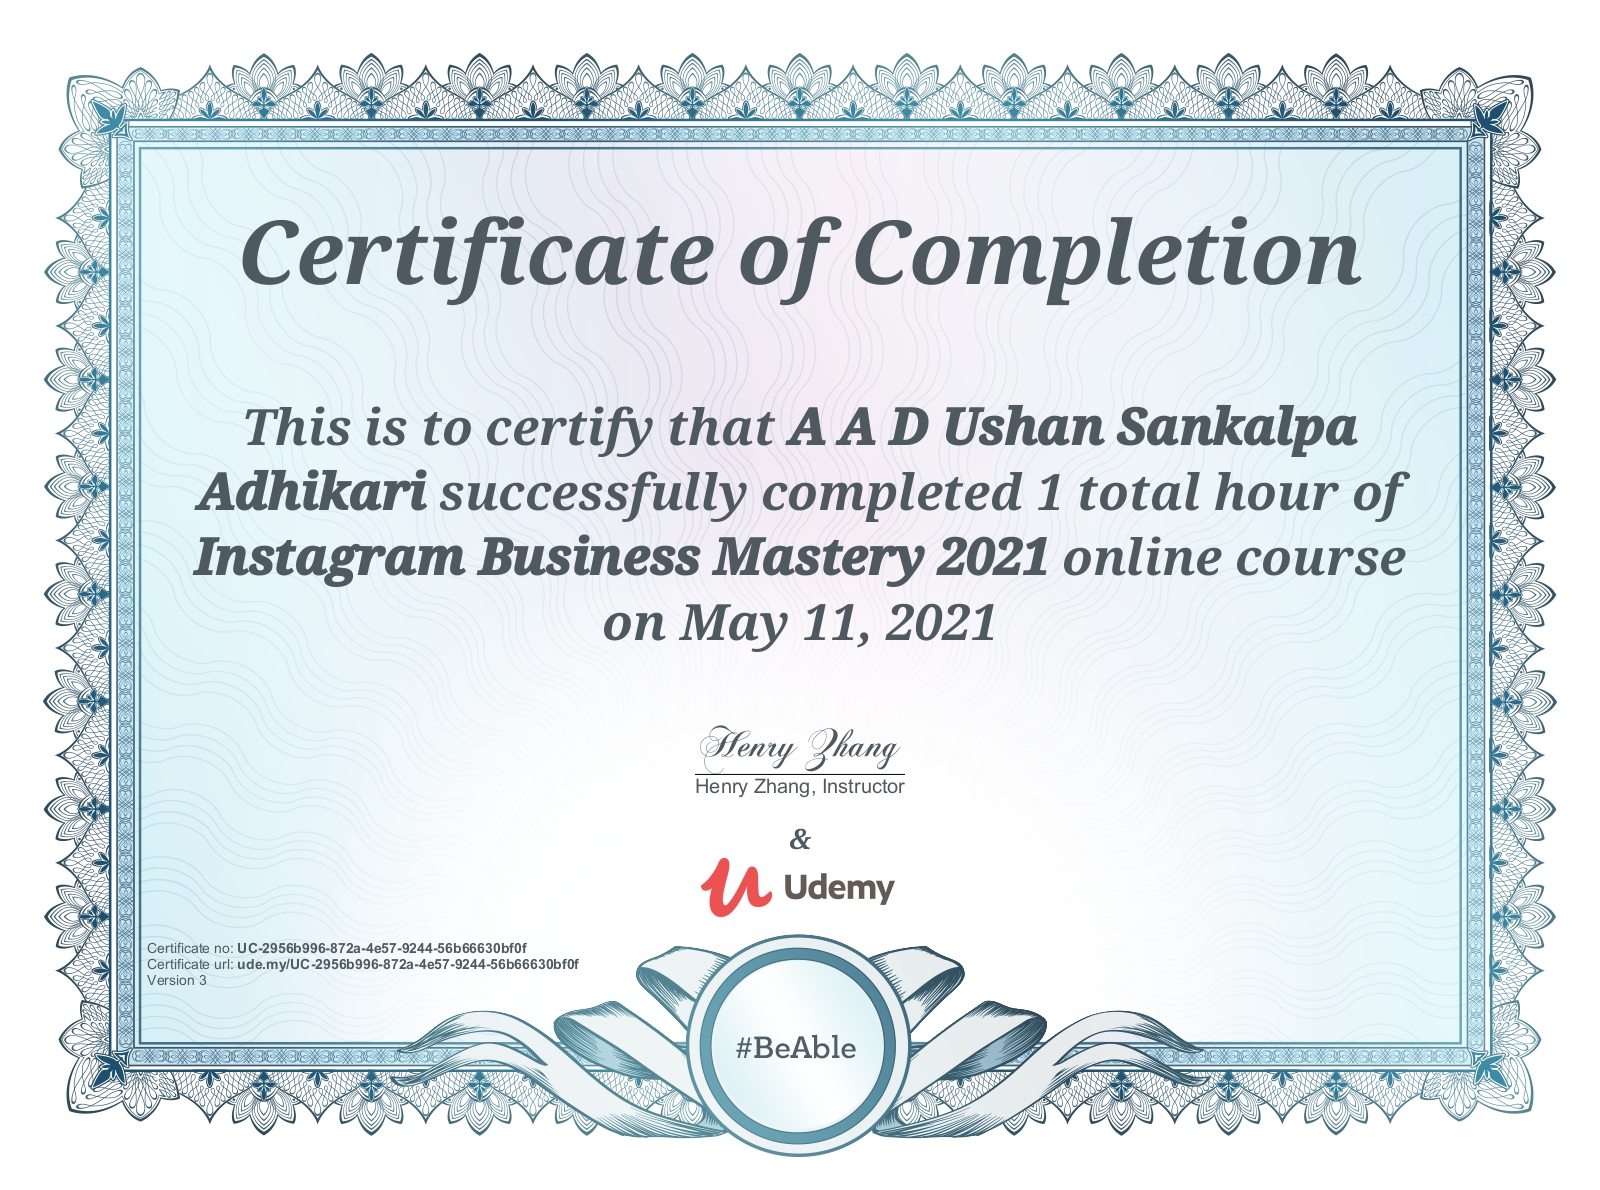 Certificate of Completion
This is to certify that A A D Ushan Sankalpa
Adhikari successfully completed 1 total hour of
Instagram Business Mastery 2021 online course
on May 11, 2021
Henry Zhang
Henry Zhang, Instructor
&
Udemy
Certificate no: UC-2956b996-872a-4e57-9244-56b66630bf0f
Certificate url: ude.my/UC-2956b996-872a-4e57-9244-56b66630bf0f
Version 3
#BeAble